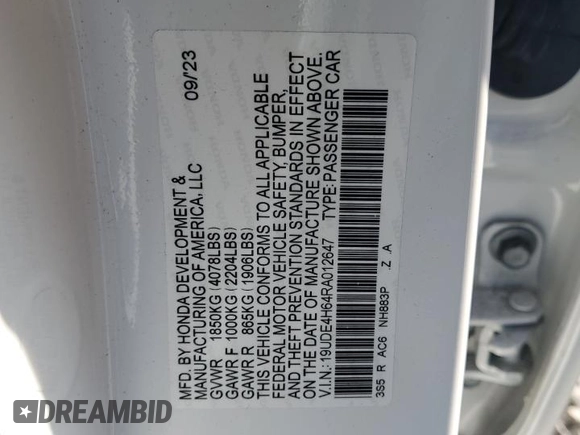 MFD. BY HONDA DEVELOPMENT & 09/'23
MANUFACTURING OF AMERICA, LLC
GVWR 1850KG(4078LBS)
GAWR F 1000KG(2204LBS)
GAWR R 865KG(1906LBS)
THIS VEHICLE CONFORMS TO ALL APPLICABLE
FEDERAL MOTOR VEHICLE SAFETY, BUMPER,
AND THEFT PREVENTION STANDARDS IN EFFECT
ON THE DATE OF MANUFACTURE SHOWN ABOVE.
V.I.N.:19UDE4H64RA012647 TYPE:PASSENGER CAR
3S5 R AC6 NH883P .Z .A
DREAMBID